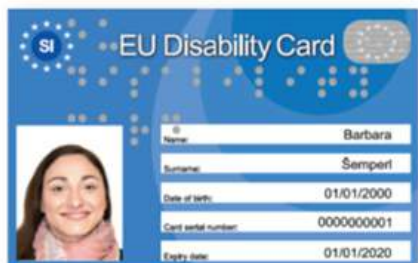 SI
EU Disability Card
Name: Barbara
Surname: Šemperl
Date of birth: 01/01/2000
Card serial number: 0000000001
Expiry date: 01/01/2020